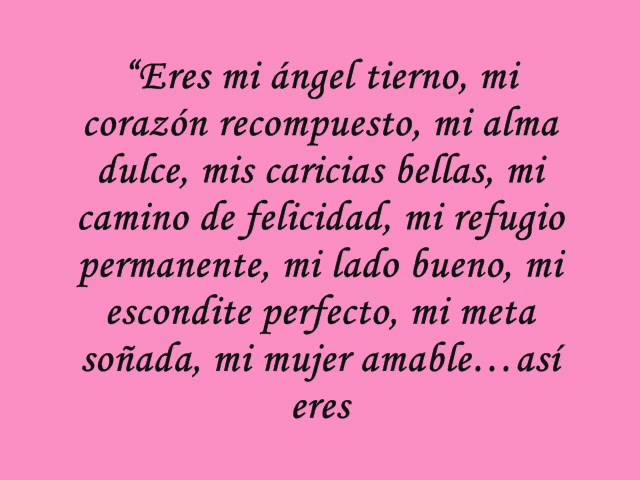 “Eres mi ángel tierno, mi
corazón recompuesto, mi alma
dulce, mis caricias bellas, mi
camino de felicidad, mi refugio
permanente, mi lado bueno, mi
escondite perfecto, mi meta
soñada, mi mujer amable…así
eres